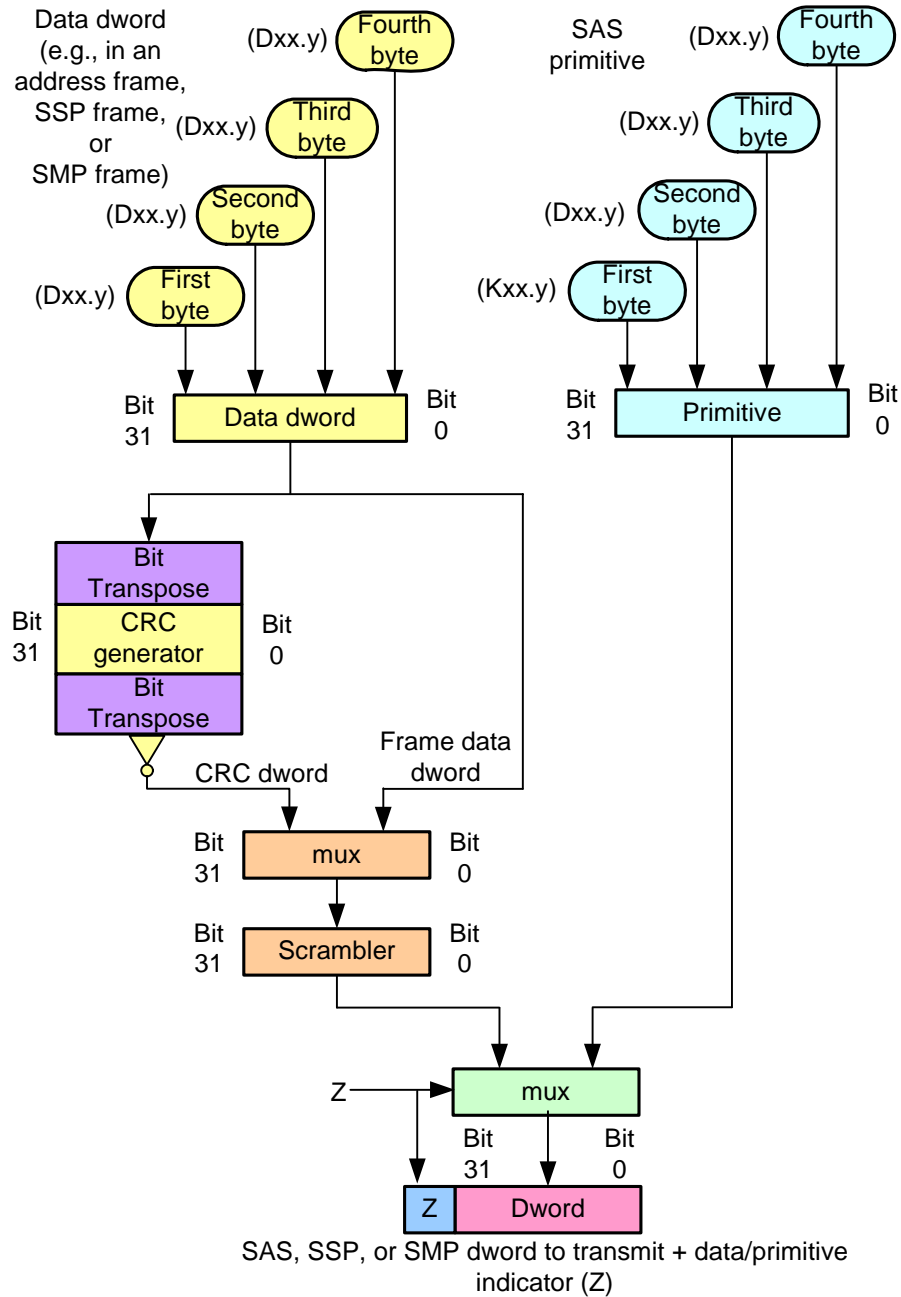 Data dword
(e.g., in an
address frame,
SSP frame,
or
SMP frame)
(Dxx.y)
Fourth
byte
(Dxx.y)
Third
byte
(Dxx.y)
Second
byte
(Dxx.y)
First
byte
SAS
primitive
(Dxx.y)
Fourth
byte
(Dxx.y)
Third
byte
(Dxx.y)
Second
byte
(Kxx.y)
First
byte
Bit
31
Data dword
Bit
0
Bit
31
Primitive
Bit
0
Bit
Transpose
Bit
31
CRC
generator
Bit
0
Bit
Transpose
CRC dword
Frame data
dword
Bit
31
mux
Bit
0
Bit
31
Scrambler
Bit
0
Z
mux
Bit
31
Bit
0
Z
Dword
SAS, SSP, or SMP dword to transmit + data/primitive
indicator (Z)